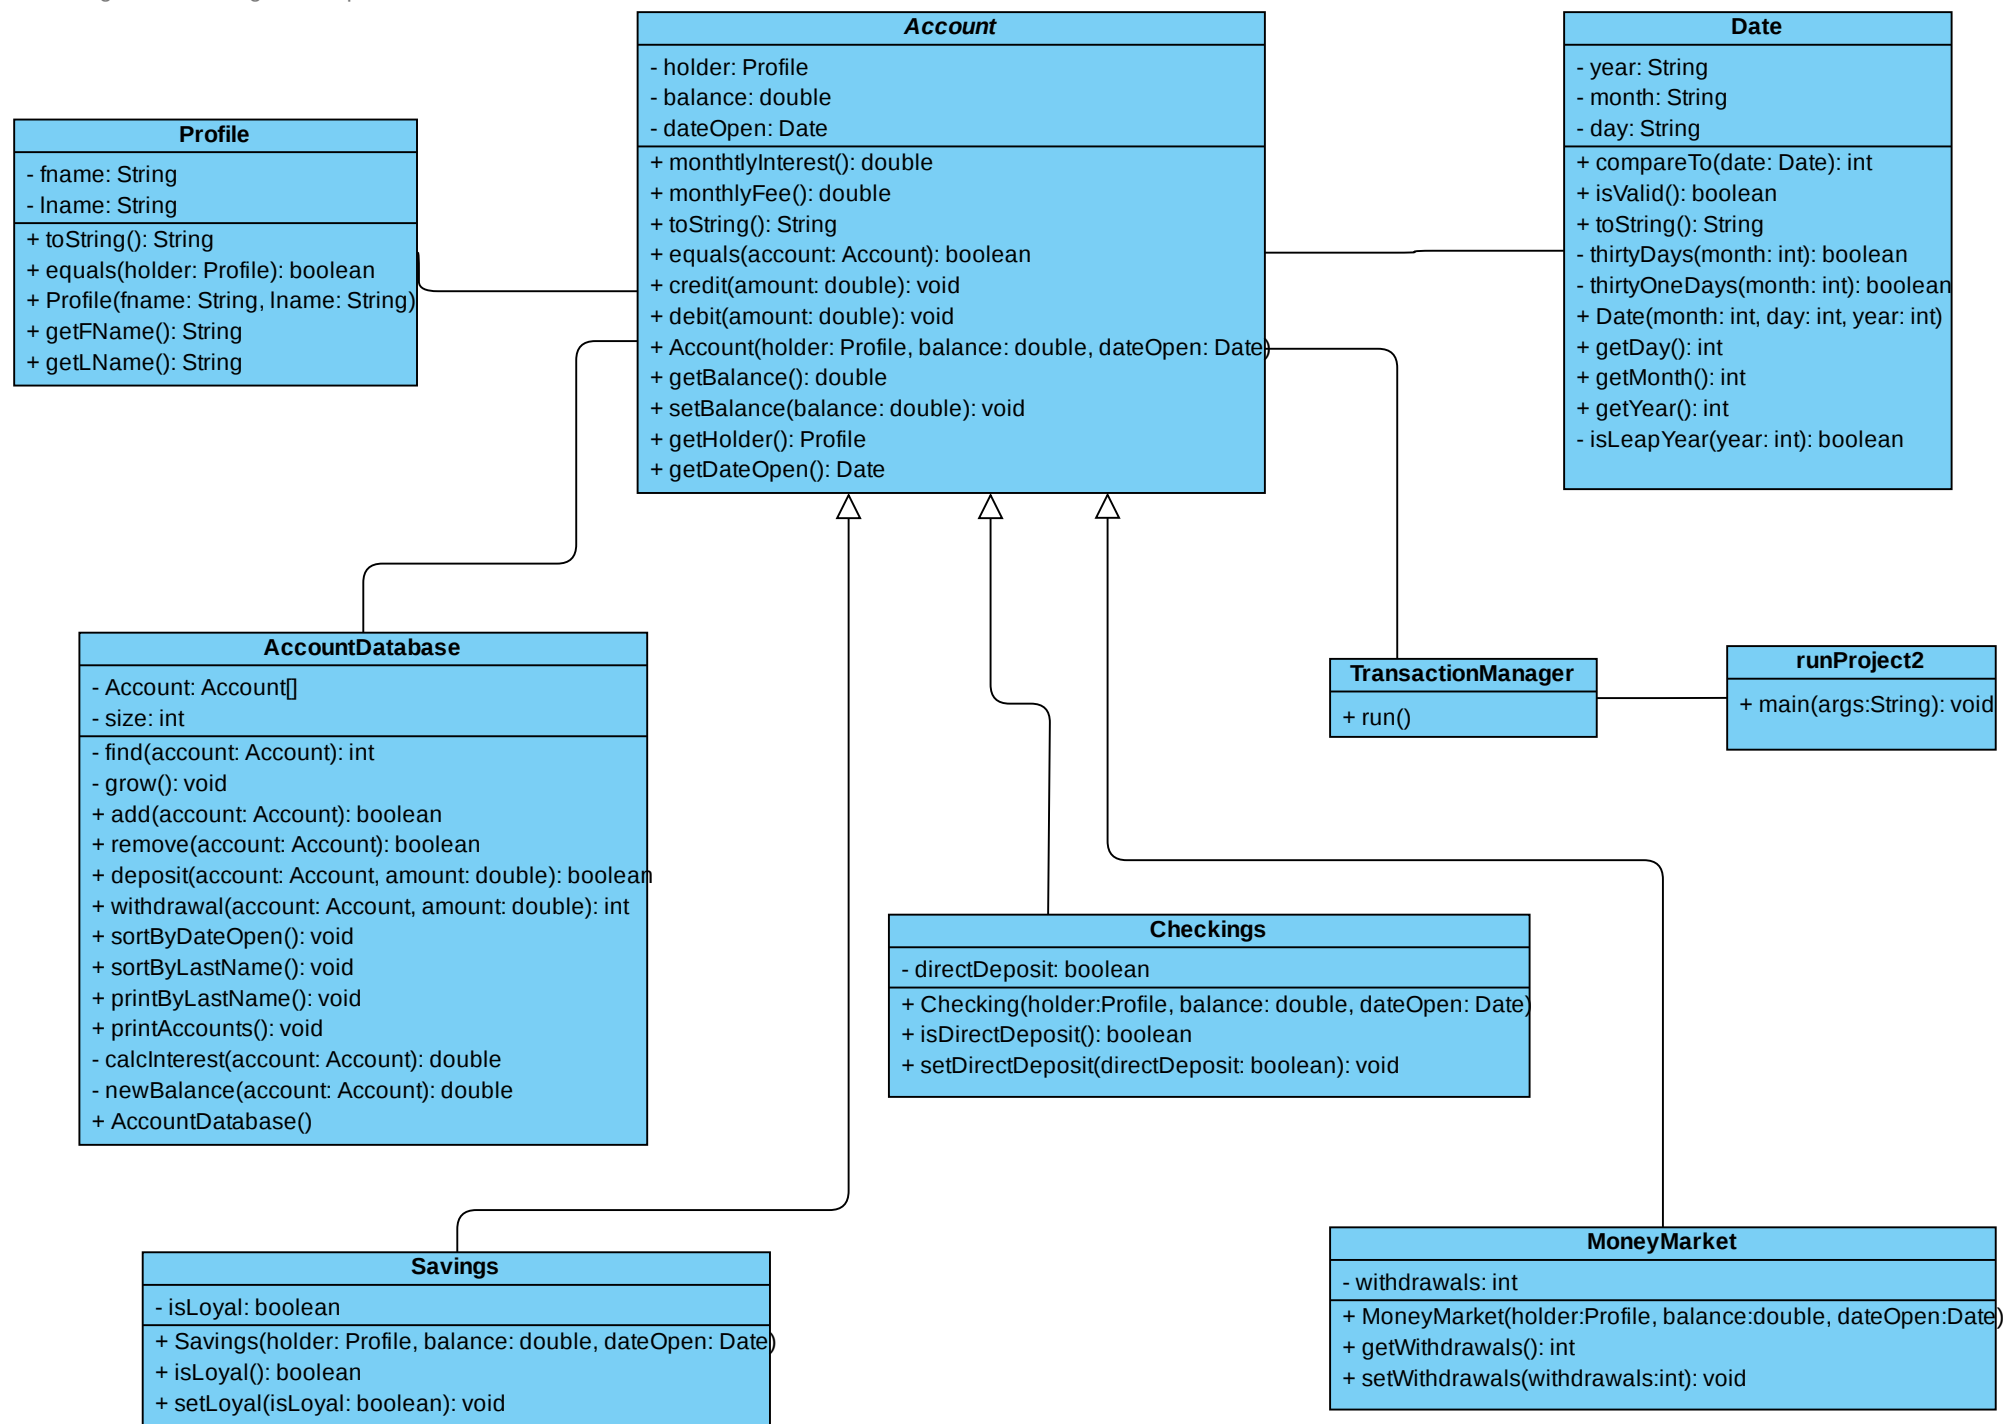 Account
- holder: Profile
- balance: double
- dateOpen: Date
+ monthtlyInterest(): double
+ monthlyFee(): double
+ toString(): String
+ equals(account: Account): boolean
+ credit(amount: double): void
+ debit(amount: double): void
+ Account(holder: Profile, balance: double, dateOpen: Date)
+ getBalance(): double
+ setBalance(balance: double): void
+ getHolder(): Profile
+ getDateOpen(): Date
Date
- year: String
- month: String
- day: String
+ compareTo(date: Date): int
+ isValid(): boolean
+ toString(): String
- thirtyDays(month: int): boolean
- thirtyOneDays(month: int): boolean
+ Date(month: int, day: int, year: int)
+ getDay(): int
+ getMonth(): int
+ getYear(): int
- isLeapYear(year: int): boolean
Profile
- fname: String
- lname: String
+ toString(): String
+ equals(holder: Profile): boolean
+ Profile(fname: String, lname: String)
+ getFName(): String
+ getLName(): String
AccountDatabase
- Account: Account[]
- size: int
- find(account: Account): int
- grow(): void
+ add(account: Account): boolean
+ remove(account: Account): boolean
+ deposit(account: Account, amount: double): boolean
+ withdrawal(account: Account, amount: double): int
+ sortByDateOpen(): void
+ sortByLastName(): void
+ printByLastName(): void
+ printAccounts(): void
- calcInterest(account: Account): double
- newBalance(account: Account): double
+ AccountDatabase()
TransactionManager
+ run()
runProject2
+ main(args:String): void
Checkings
- directDeposit: boolean
+ Checking(holder:Profile, balance: double, dateOpen: Date)
+ isDirectDeposit(): boolean
+ setDirectDeposit(directDeposit: boolean): void
Savings
- isLoyal: boolean
+ Savings(holder: Profile, balance: double, dateOpen: Date)
+ isLoyal(): boolean
+ setLoyal(isLoyal: boolean): void
MoneyMarket
- withdrawals: int
+ MoneyMarket(holder:Profile, balance:double, dateOpen:Date)
+ getWithdrawals(): int
+ setWithdrawals(withdrawals:int): void